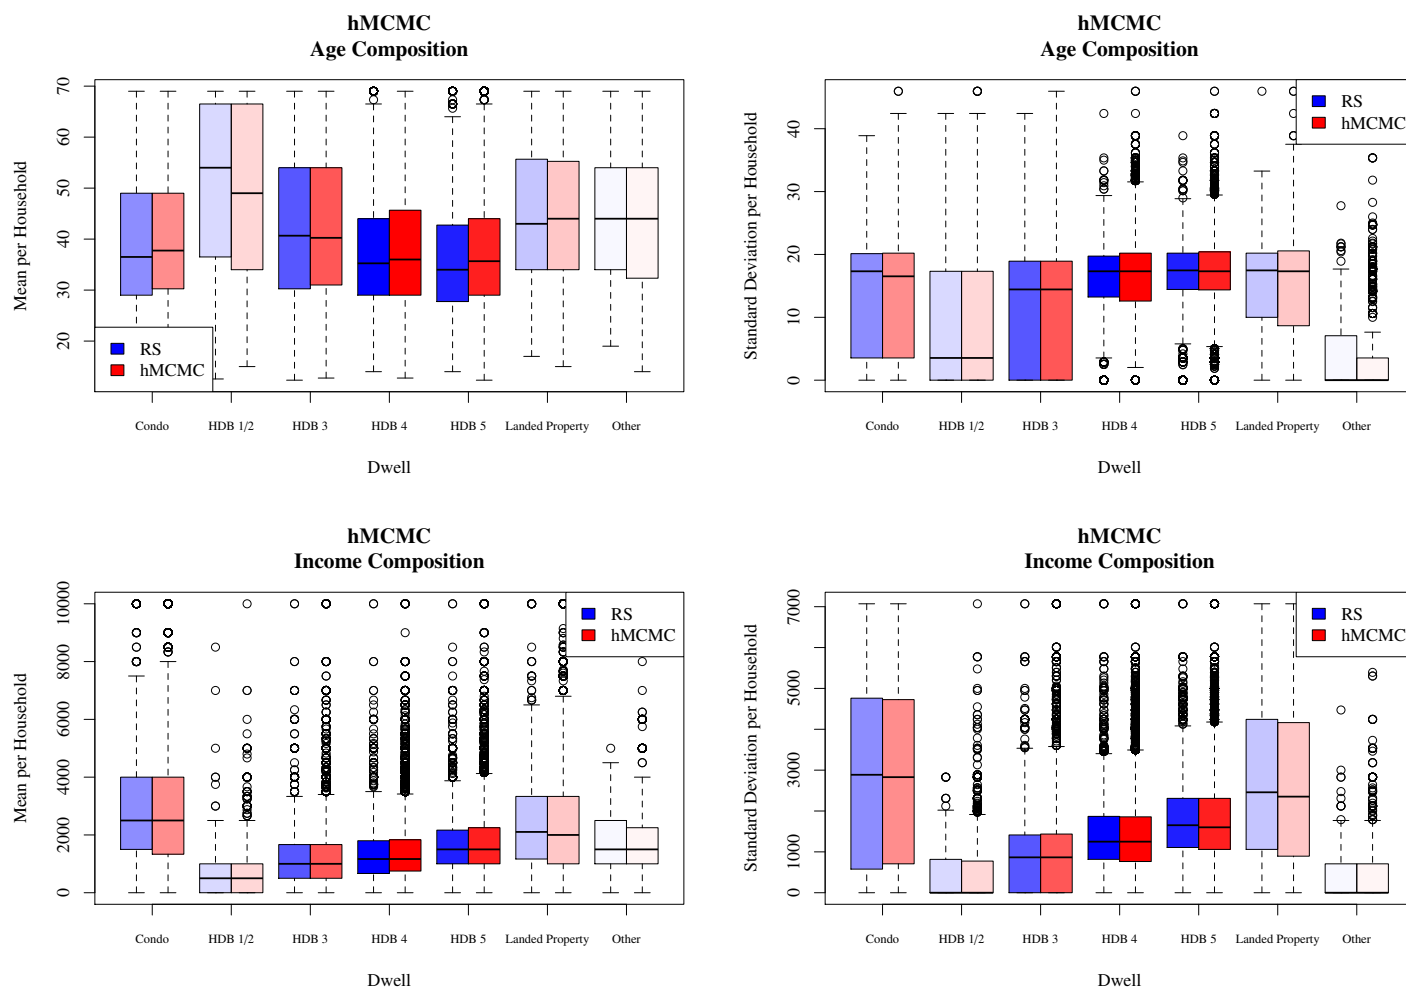 hMCMC
Age Composition
Mean per Household
70
60
50
40
30
20
RS
hMCMC
Condo HDB 1/2 HDB 3 HDB 4 HDB 5 Landed Property Other
Dwell
hMCMC
Age Composition
Standard Deviation per Household
40
30
20
10
0
RS
hMCMC
Condo HDB 1/2 HDB 3 HDB 4 HDB 5 Landed Property Other
Dwell
hMCMC
Income Composition
Mean per Household
10000
8000
6000
4000
2000
0
RS
hMCMC
Condo HDB 1/2 HDB 3 HDB 4 HDB 5 Landed Property Other
Dwell
hMCMC
Income Composition
Standard Deviation per Household
7000
5000
3000
1000
0
RS
hMCMC
Condo HDB 1/2 HDB 3 HDB 4 HDB 5 Landed Property Other
Dwell